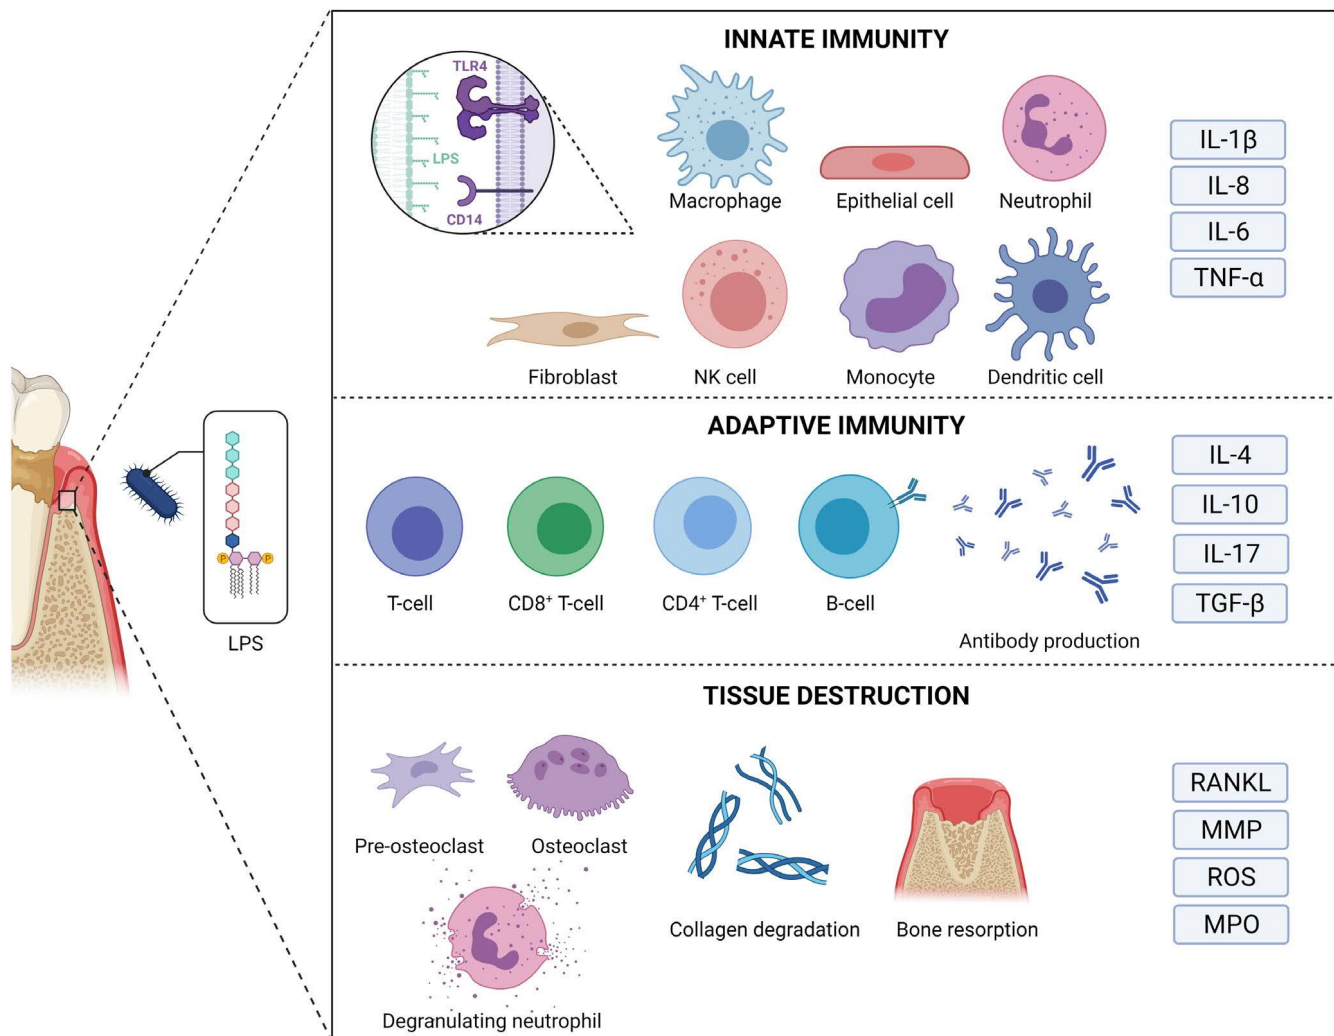 INNATE IMMUNITY
TLR4
LPS
CD14
Macrophage
Epithelial cell
Neutrophil
Fibroblast
NK cell
Monocyte
Dendritic cell
IL-1β
IL-8
IL-6
TNF-α
P
P
LPS
ADAPTIVE IMMUNITY
T-cell
CD8⁺ T-cell
CD4⁺ T-cell
B-cell
Antibody production
IL-4
IL-10
IL-17
TGF-β
TISSUE DESTRUCTION
Pre-osteoclast
Osteoclast
Degranulating neutrophil
Collagen degradation
Bone resorption
RANKL
MMP
ROS
MPO